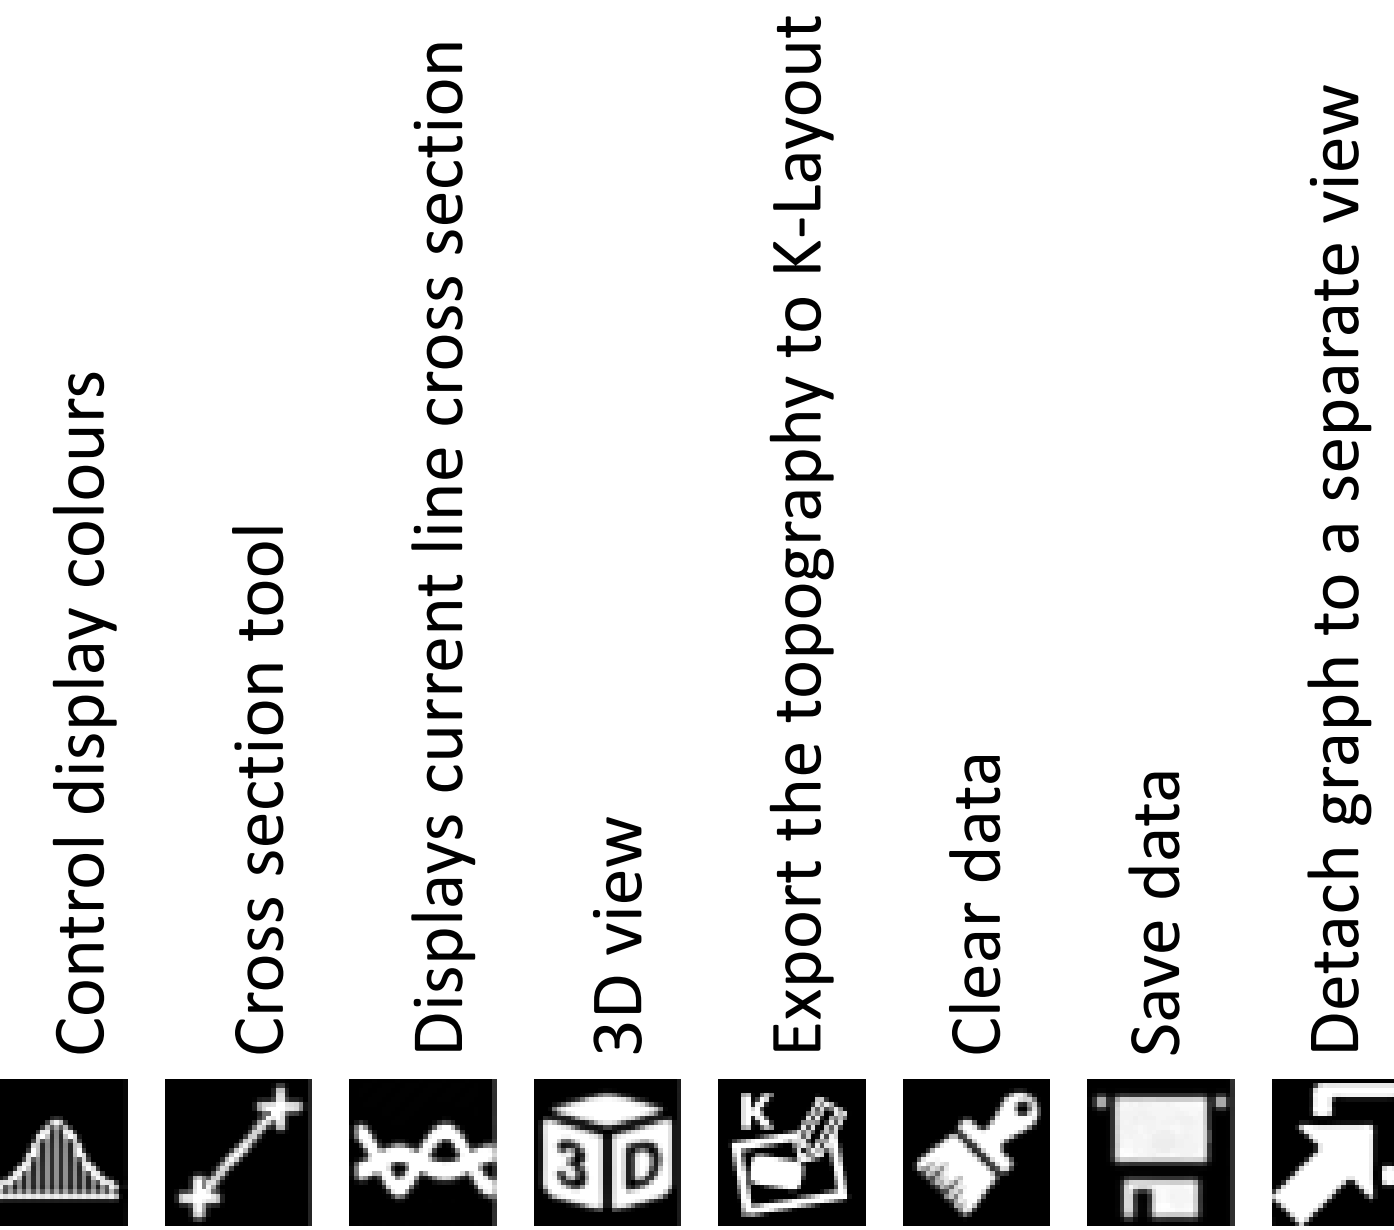 Control display colours
Cross section tool
Displays current line cross section
3D view
Export the topography to K-Layout
Clear data
Save data
Detach graph to a separate view
3D
K